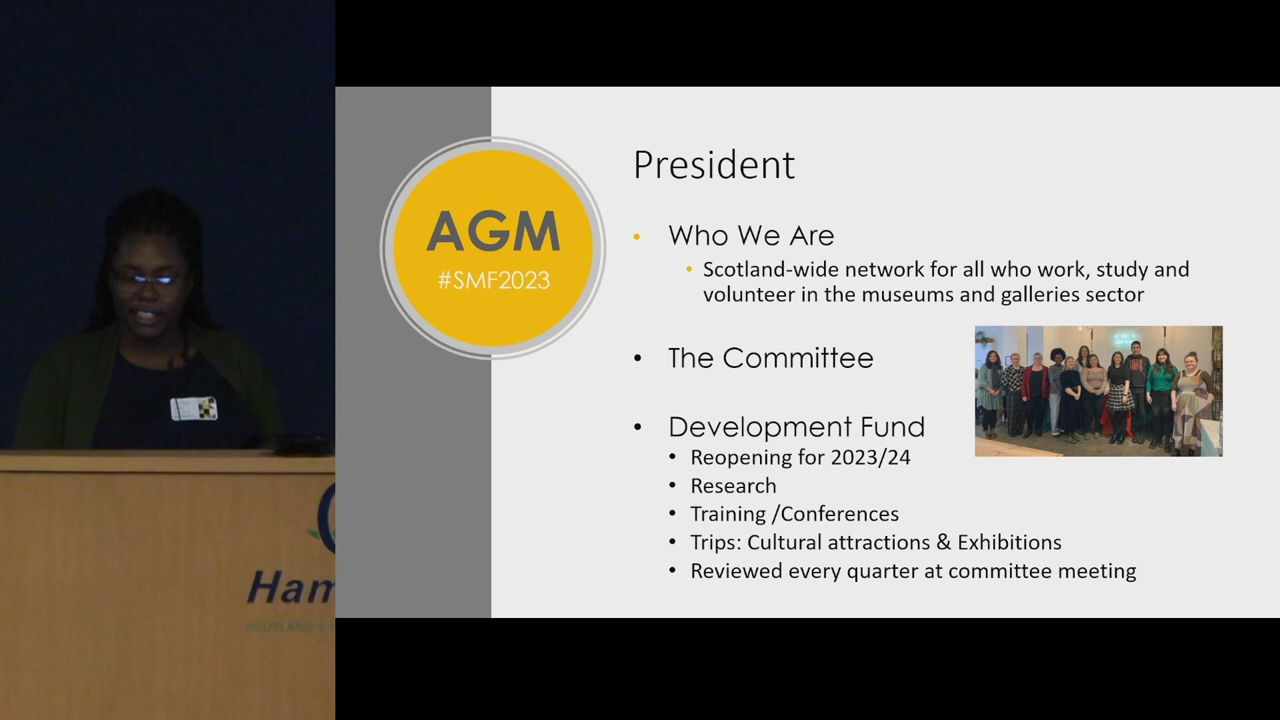 AGM
#SMF2023
President
Who We Are
Scotland-wide network for all who work, study and
volunteer in the museums and galleries sector
The Committee
Development Fund
Reopening for 2023/24
Research
Training /Conferences
Trips: Cultural attractions & Exhibitions
Reviewed every quarter at committee meeting
Ham
SCOTLAND'S